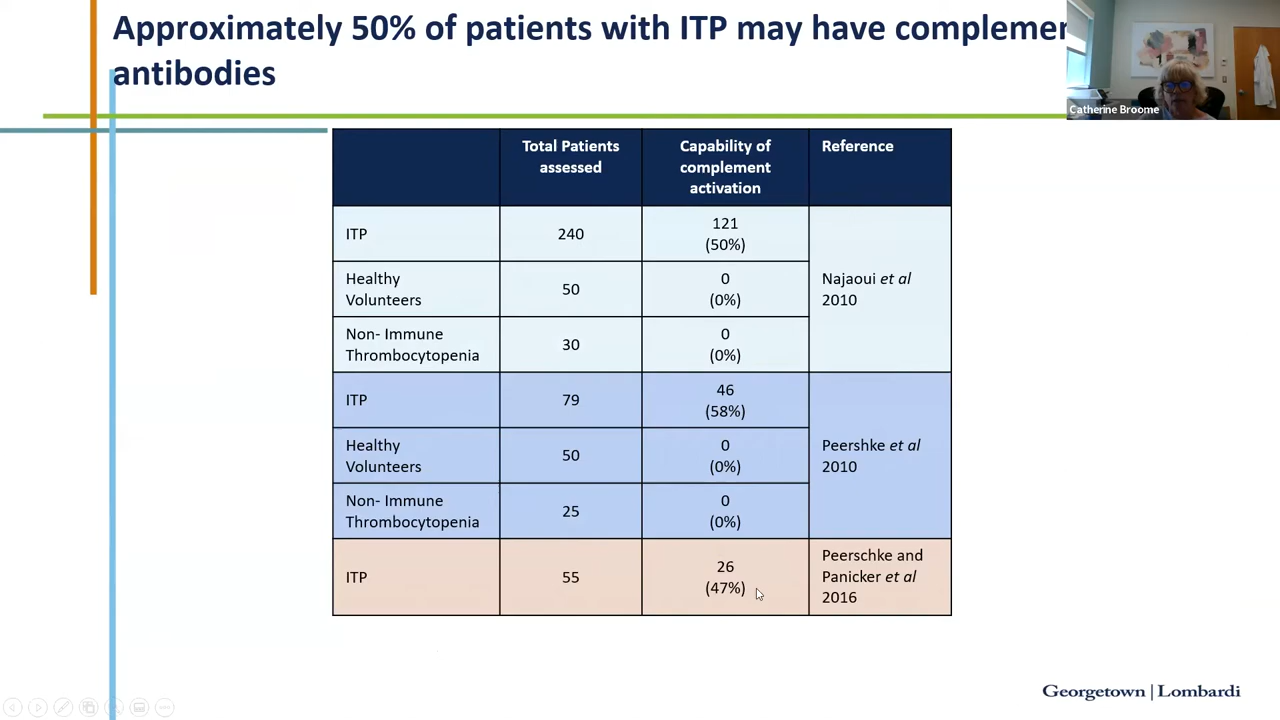 Approximately 50% of patients with ITP may have complemen
antibodies
Catherine Broome
Total Patients
assessed
Capability of
complement
activation
Reference
ITP
240
121
(50%)
Najaoui et al
2010
Healthy
Volunteers
50
0
(0%)
Non- Immune
Thrombocytopenia
30
0
(0%)
ITP
79
46
(58%)
Peershke et al
2010
Healthy
Volunteers
50
0
(0%)
Non- Immune
Thrombocytopenia
25
0
(0%)
ITP
55
26
(47%)
Peerschke and
Panicker et al
2016
Georgetown | Lombardi